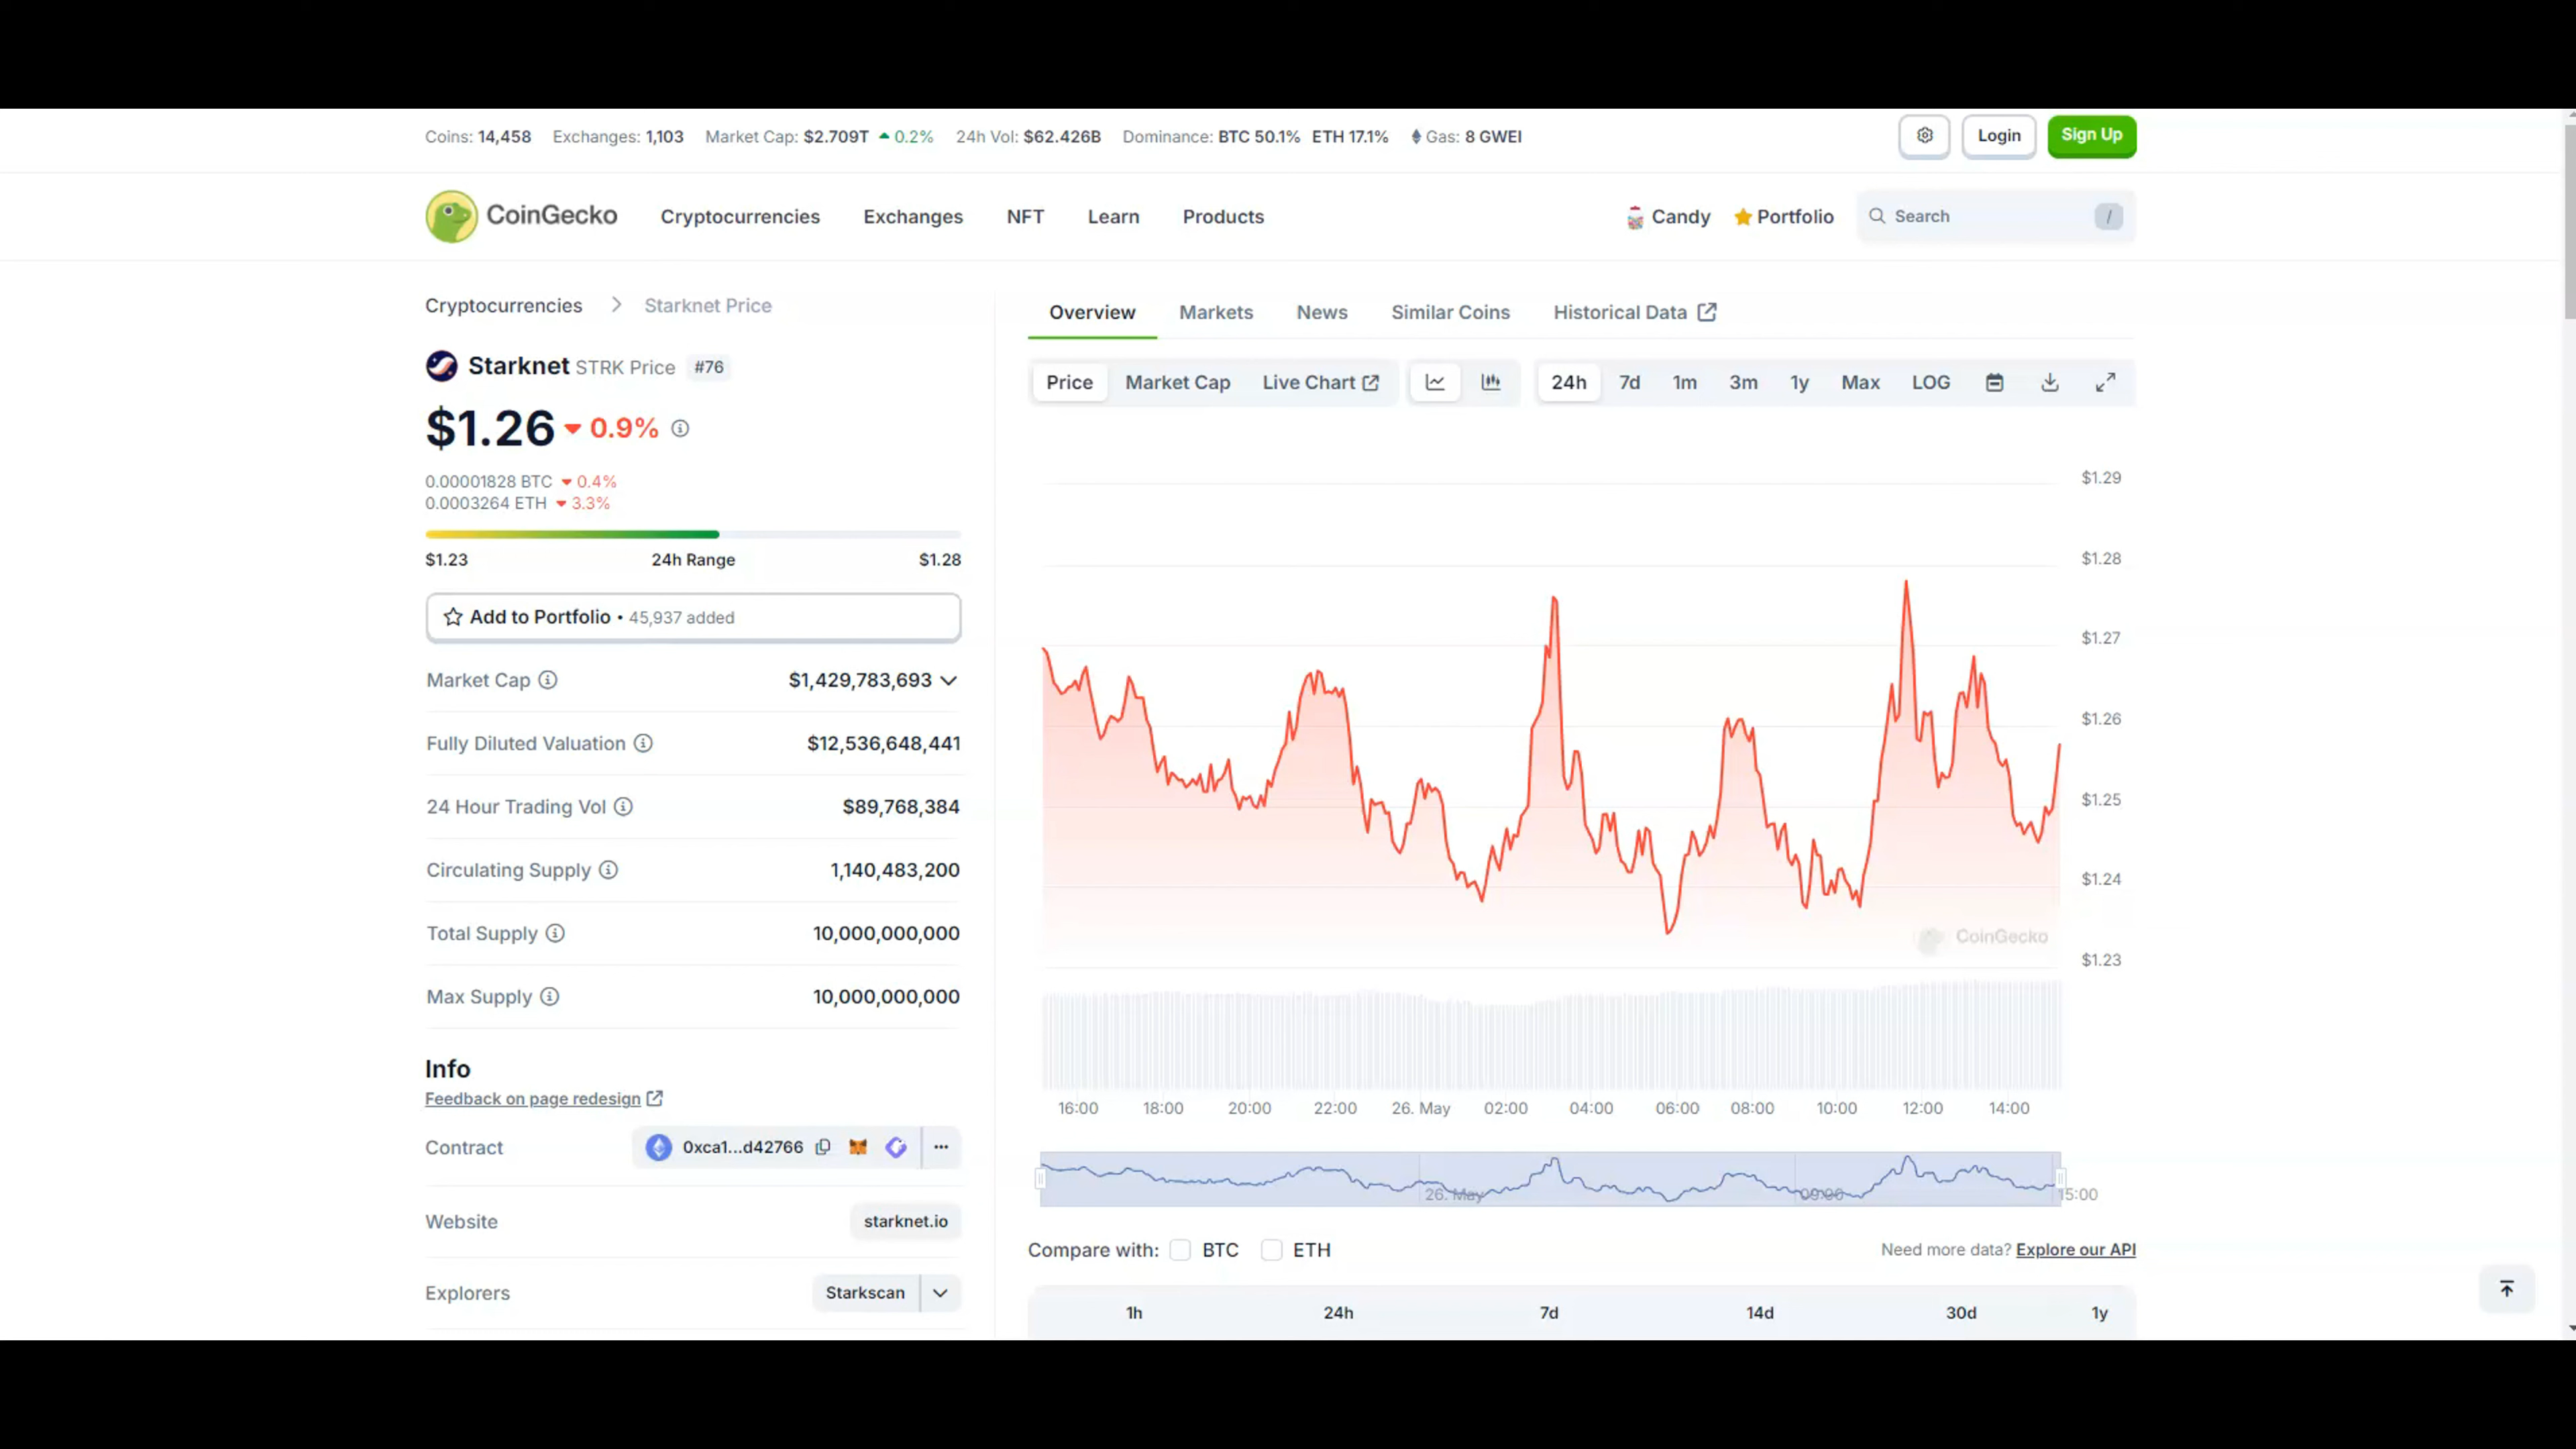 Coins: 14,458 Exchanges: 1,103 Market Cap: $2.709T 0.2% 24h Vol: $62.426B Dominance: BTC 50.1% ETH 17.1% Gas: 8 GWEI
Login
Sign Up
CoinGecko
Cryptocurrencies Exchanges NFT Learn Products
Candy Portfolio
Search /
Cryptocurrencies > Starknet Price
Starknet STRK Price #76
$1.26 0.9%
0.00001828 BTC 0.4%
0.0003264 ETH 3.3%
$1.23 24h Range $1.28
Add to Portfolio • 45,937 added
Market Cap $1,429,783,693
Fully Diluted Valuation $12,536,648,441
24 Hour Trading Vol $89,768,384
Circulating Supply 1,140,483,200
Total Supply 10,000,000,000
Max Supply 10,000,000,000
Info
Feedback on page redesign
Contract 0xca1...d42766
Website starknet.io
Explorers Starkscan
Overview Markets News Similar Coins Historical Data
Price Market Cap Live Chart 24h 7d 1m 3m 1y Max LOG
$1.29
$1.28
$1.27
$1.26
$1.25
$1.24
CoinGecko
$1.23
16:00 18:00 20:00 22:00 26. May 02:00 04:00 06:00 08:00 10:00 12:00 14:00
26. May 09:00 15:00
Compare with: BTC ETH
Need more data? Explore our API
1h 24h 7d 14d 30d 1y